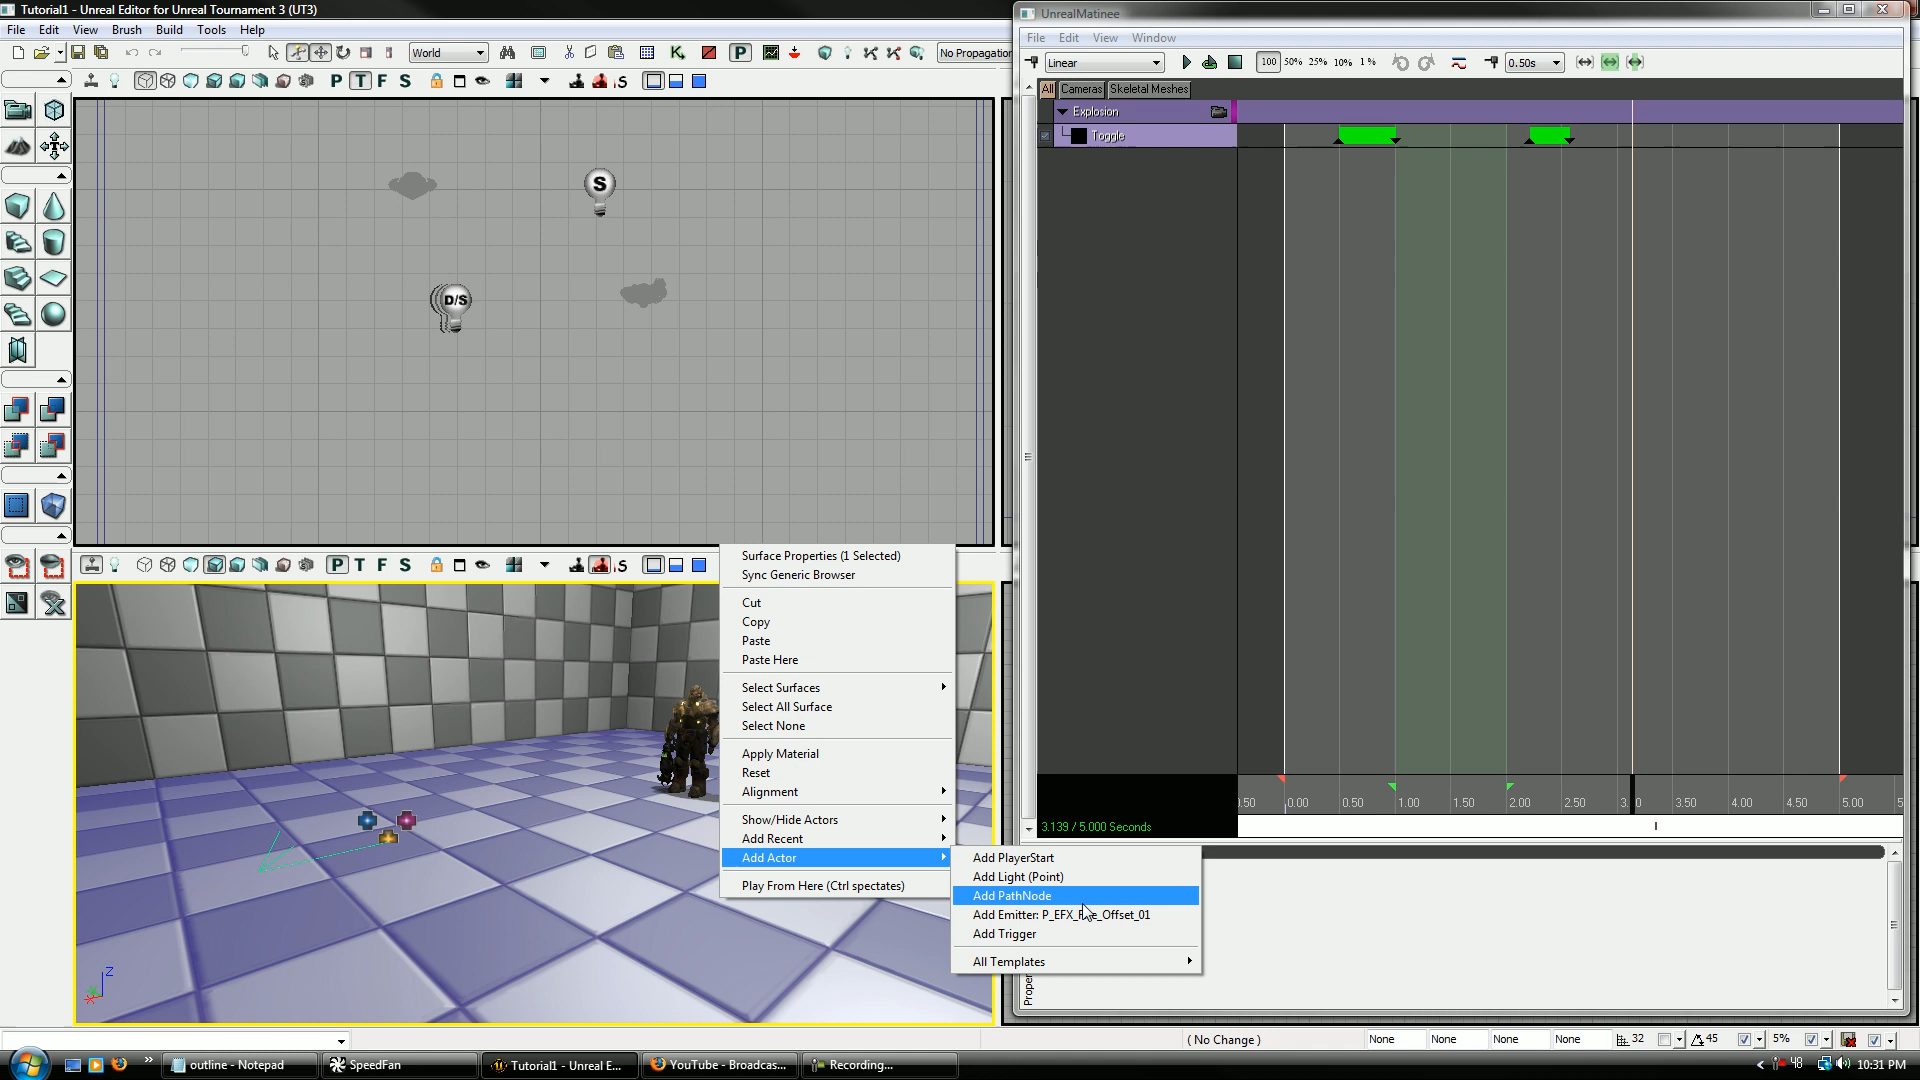 Tutorial1 - Unreal Editor for Unreal Tournament 3 (UT3)
File Edit View Brush Build Tools Help
World
No Propagation
P T F S
S
D/S
P T F S
Surface Properties (1 Selected)
Sync Generic Browser
Cut
Copy
Paste
Paste Here
Select Surfaces
Select All Surface
Select None
Apply Material
Reset
Alignment
Show/Hide Actors
Add Recent
Add Actor
Play From Here (Ctrl spectates)
Add PlayerStart
Add Light (Point)
Add PathNode
Add Emitter: P_EFX_Fire_Offset_01
Add Trigger
All Templates
Z
UnrealMatinee
File Edit View Window
Linear
100 50% 25% 10% 1%
0.50s
All Cameras Skeletal Meshes
Explosion
Toggle
0.00 0.50 1.00 1.50 2.00 2.50 3.50 4.00 4.50 5.00
3.139 / 5.000 Seconds
( No Change )
None None None None
32 45 5%
outline - Notepad
SpeedFan
Tutorial1 - Unreal E...
YouTube - Broadcas...
Recording...
48
10:31 PM